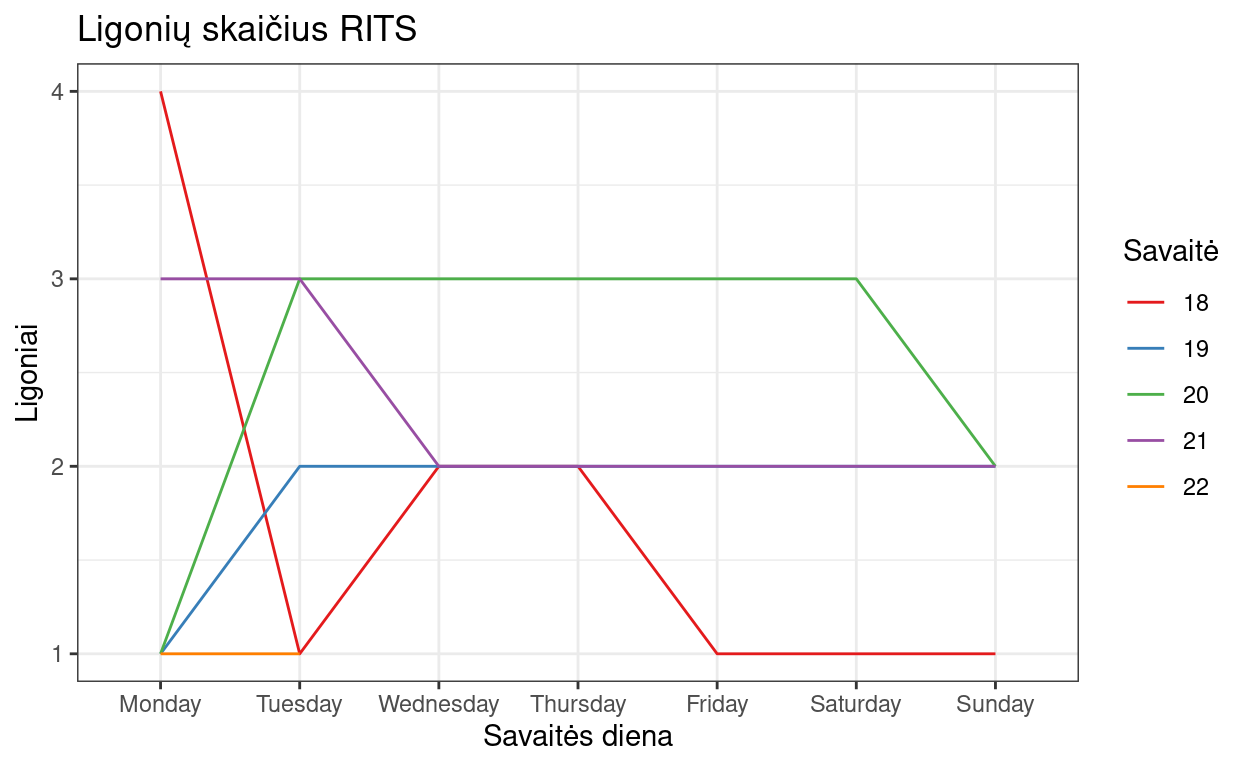 Ligonių skaičius RITS
4
3
2
1
Ligoniai
Monday Tuesday Wednesday Thursday Friday Saturday Sunday
Savaitės diena
Savaitė
18
19
20
21
22